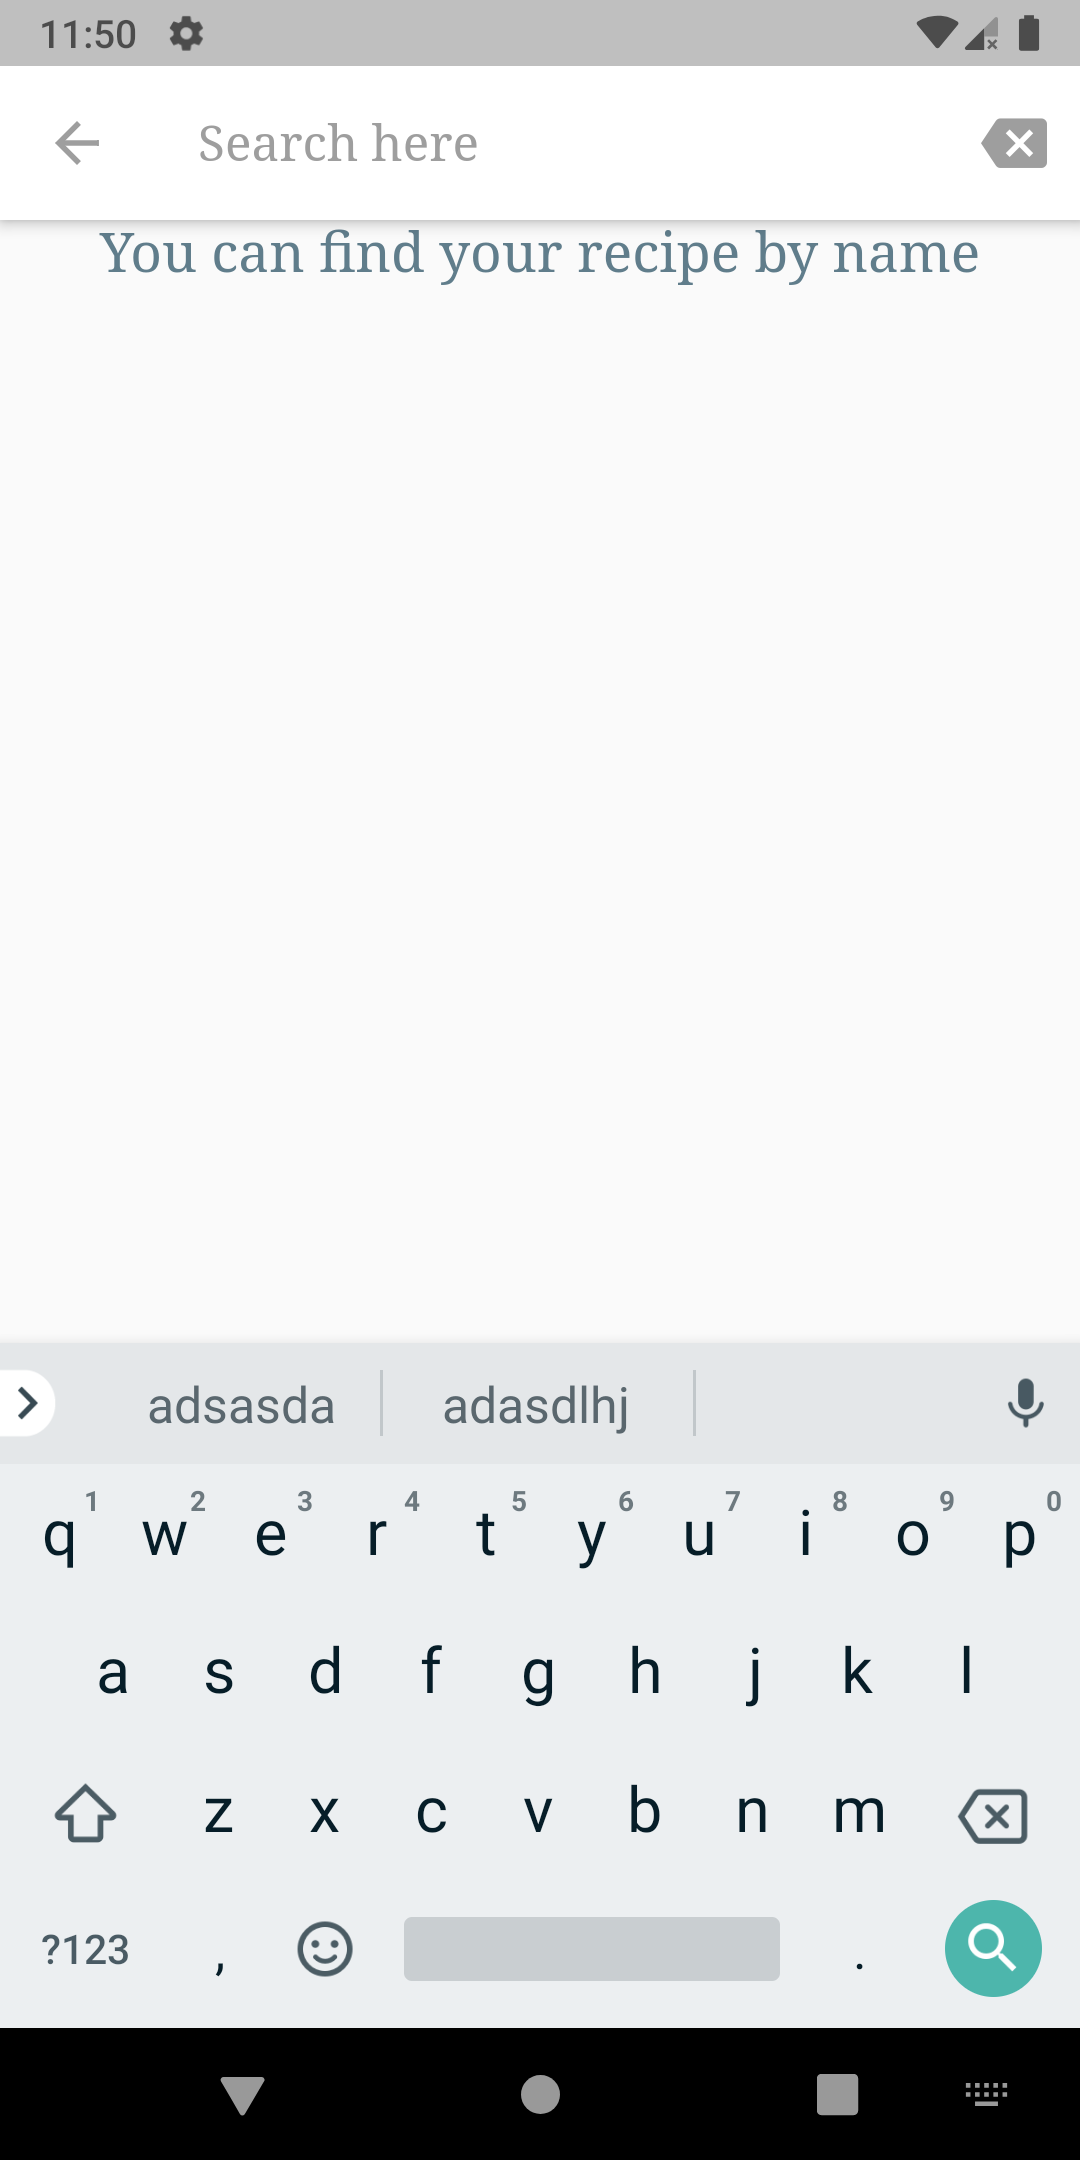 11:50
Search here
You can find your recipe by name
adsasda adasdlhj
1 2 3 4 5 6 7 8 9 0
q w e r t y u i o p
a s d f g h j k l
z x c v b n m
?123 , .